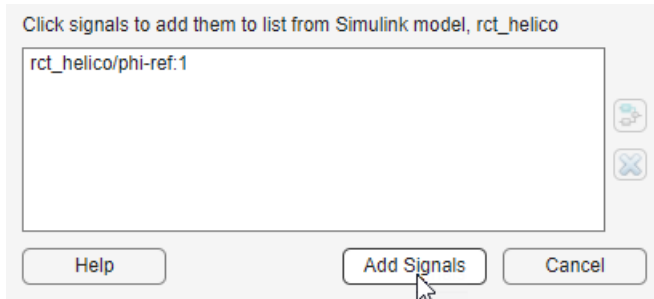 Click signals to add them to list from Simulink model, rct_helico
rct_helico/phi-ref:1
Help
Add Signals
Cancel